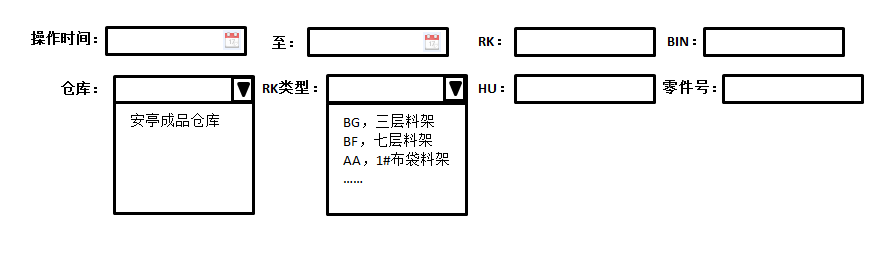 操作时间： 至： RK： BIN：
仓库： RK类型： HU： 零件号：
安亭成品仓库
BG，三层料架
BF，七层料架
AA，1#布袋料架
……